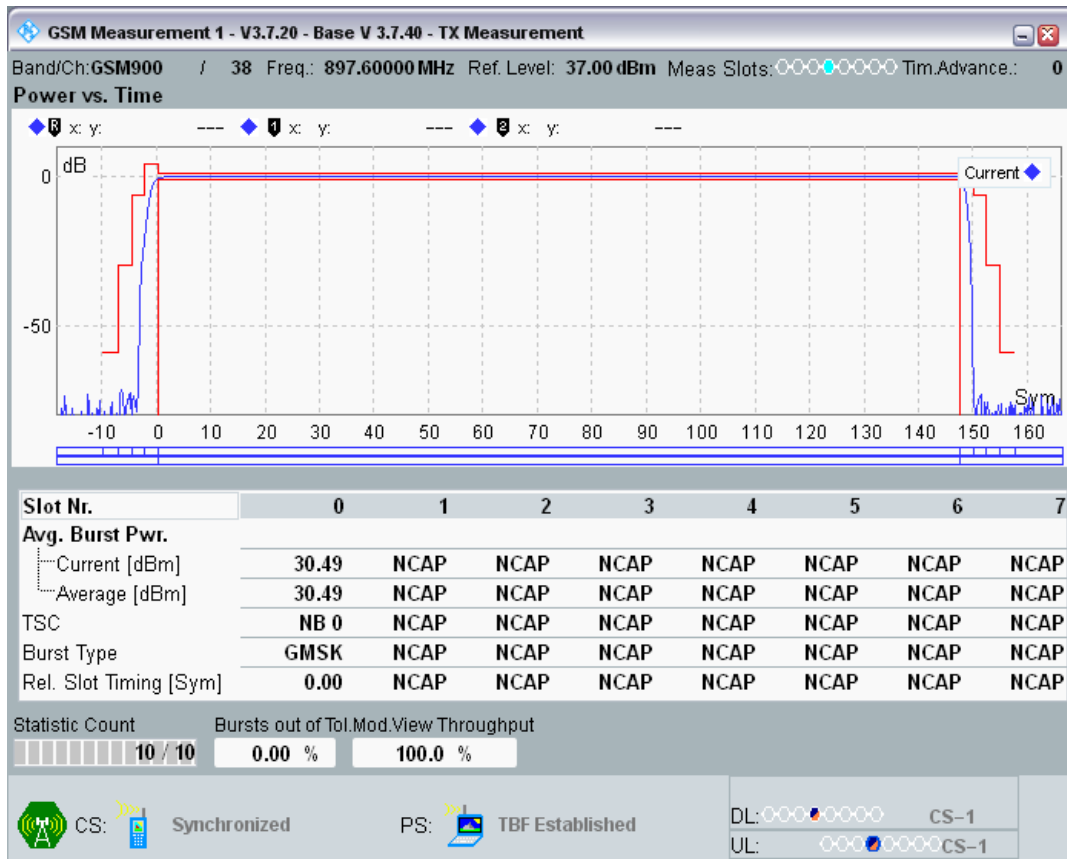 GSM Measurement 1 - V3.7.20 - Base V 3.7.40 - TX Measurement
Band/Ch:GSM900 / 38 Freq.: 897.60000 MHz Ref. Level: 37.00 dBm Meas Slots: Tim.Advance.: 0
Power vs. Time
R x: y: --- 1 x: y: --- 2 x: y: ---
dB
Current
0
-50
Sym
-10 0 10 20 30 40 50 60 70 80 90 100 110 120 130 140 150 160
Slot Nr. 0 1 2 3 4 5 6 7
Avg. Burst Pwr.
Current [dBm] 30.49 NCAP NCAP NCAP NCAP NCAP NCAP NCAP
Average [dBm] 30.49 NCAP NCAP NCAP NCAP NCAP NCAP NCAP
TSC NB 0 NCAP NCAP NCAP NCAP NCAP NCAP NCAP
Burst Type GMSK NCAP NCAP NCAP NCAP NCAP NCAP NCAP
Rel. Slot Timing [Sym] 0.00 NCAP NCAP NCAP NCAP NCAP NCAP NCAP
Statistic Count Bursts out of Tol.Mod.View Throughput
10 / 10 0.00 % 100.0 %
CS: Synchronized PS: TBF Established
DL: CS-1
UL: CS-1